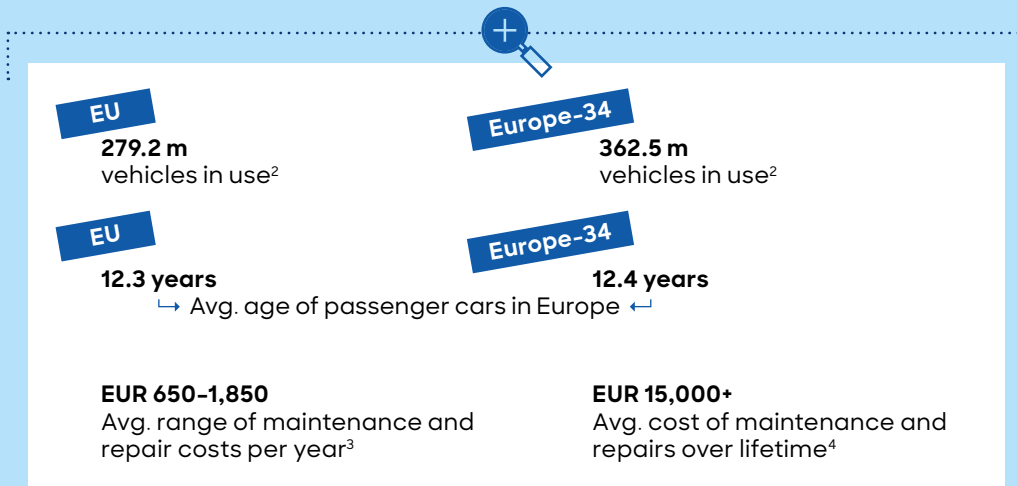 EU
279.2 m
vehicles in use²
Europe-34
362.5 m
vehicles in use²
EU
12.3 years
Europe-34
12.4 years
Avg. age of passenger cars in Europe
EUR 650–1,850
Avg. range of maintenance and
repair costs per year³
EUR 15,000+
Avg. cost of maintenance and
repairs over lifetime⁴